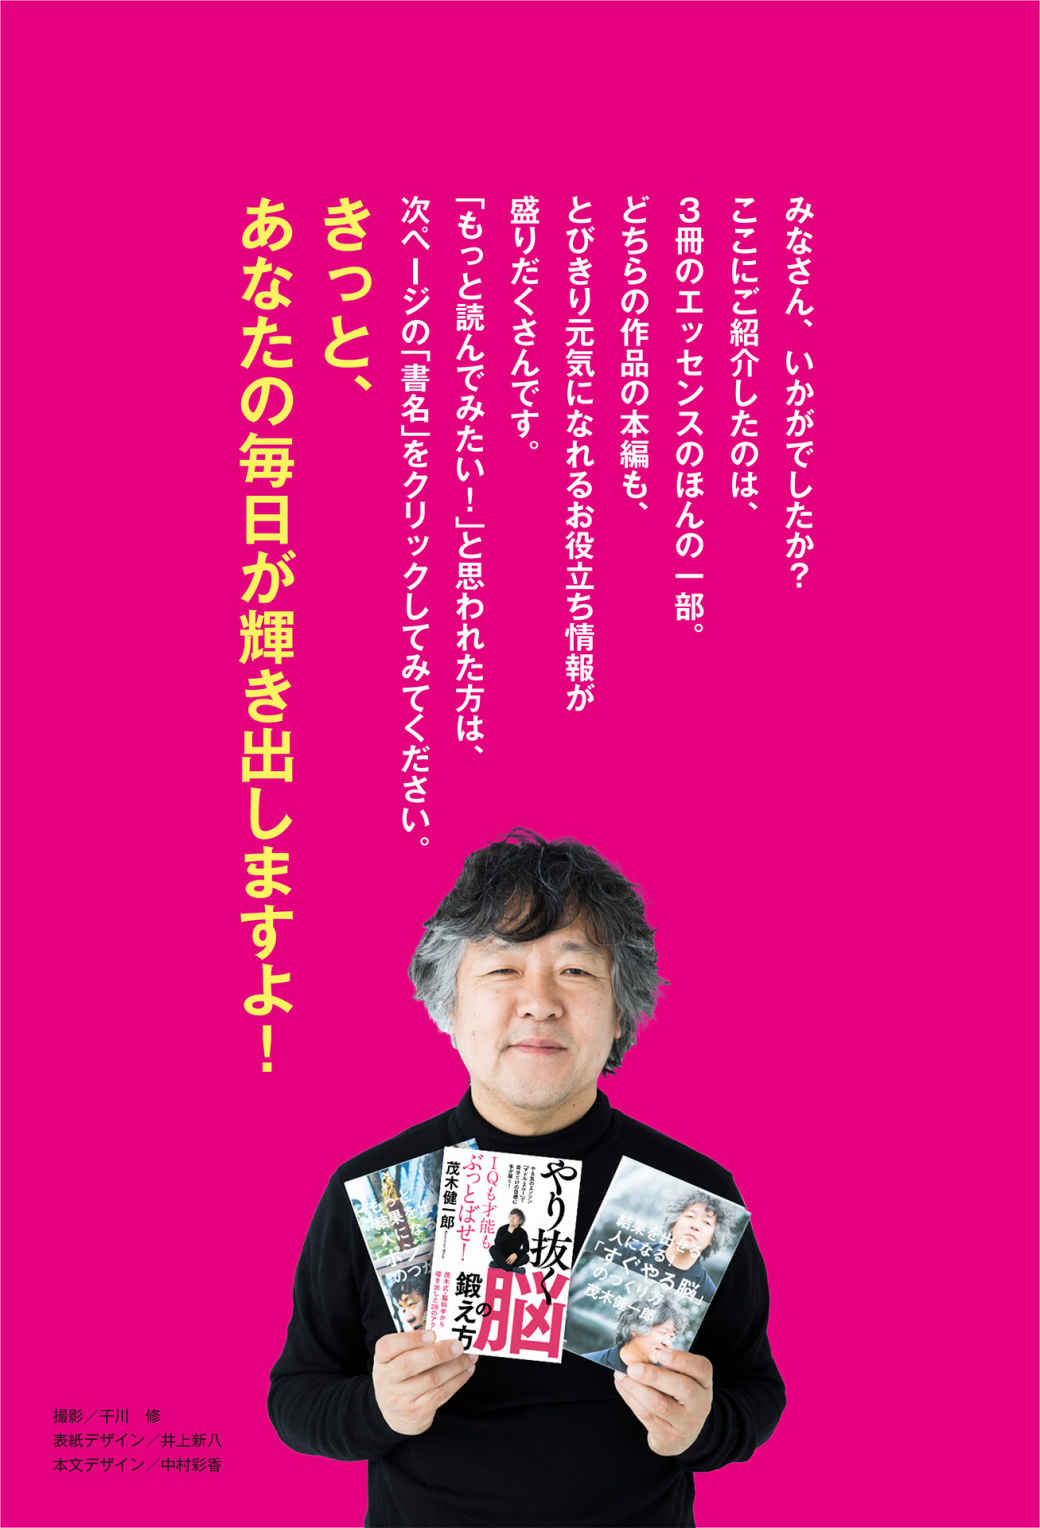 みなさん、いかがでしたか？
ここにご紹介したのは、
３冊のエッセンスのほんの一部。
どちらの作品の本編も、
とびきり元気になれるお役立ち情報が
盛りだくさんです。
「もっと読んでみたい！」と思われた方は、
次ページの「書名」をクリックしてみてください。
きっと、
あなたの毎日が輝き出しますよ！
やり抜く
脳
の
鍛え方
IQも才能も
ぶっとばせ！
茂木健一郎
結果を出せる
人になる！
「すぐやる脳」
のつくり方
茂木健一郎
撮影／干川　修
表紙デザイン／井上新八
本文デザイン／中村彩香